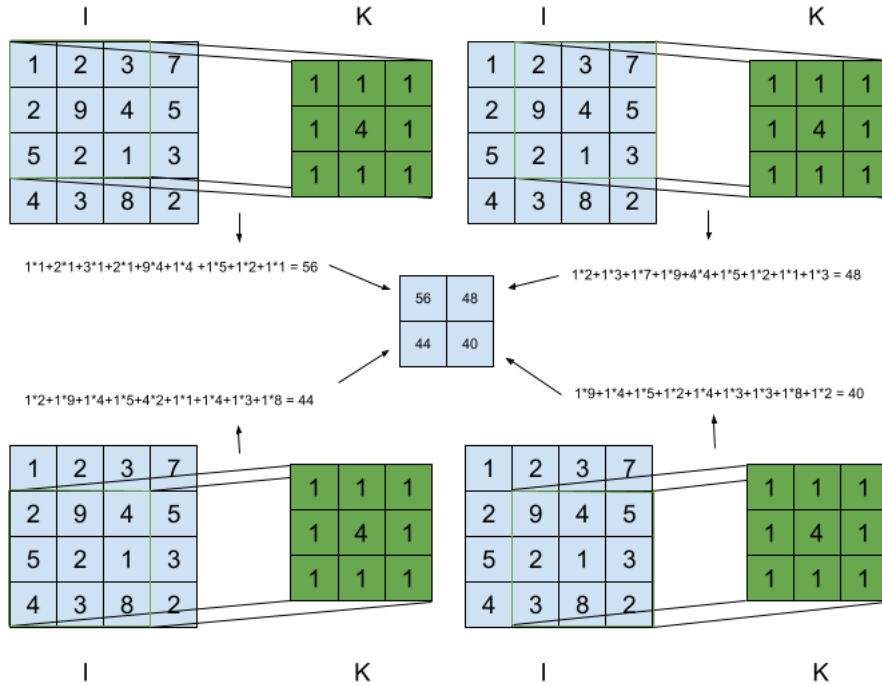 I K I K
1 2 3 7
2 9 4 5
5 2 1 3
4 3 8 2
1 1 1
1 4 1
1 1 1
1 2 3 7
2 9 4 5
5 2 1 3
4 3 8 2
1 1 1
1 4 1
1 1 1
1*1+2*1+3*1+2*1+9*4+1*4 +1*5+1*2+1*1 = 56
1*2+1*3+1*7+1*9+4*4+1*5+1*2+1*1+1*3 = 48
56 48
44 40
1*2+1*9+1*4+1*5+4*2+1*1+1*4+1*3+1*8 = 44
1*9+1*4+1*5+1*2+1*4+1*3+1*3+1*8+1*2 = 40
1 2 3 7
2 9 4 5
5 2 1 3
4 3 8 2
1 1 1
1 4 1
1 1 1
1 2 3 7
2 9 4 5
5 2 1 3
4 3 8 2
1 1 1
1 4 1
1 1 1
I K I K